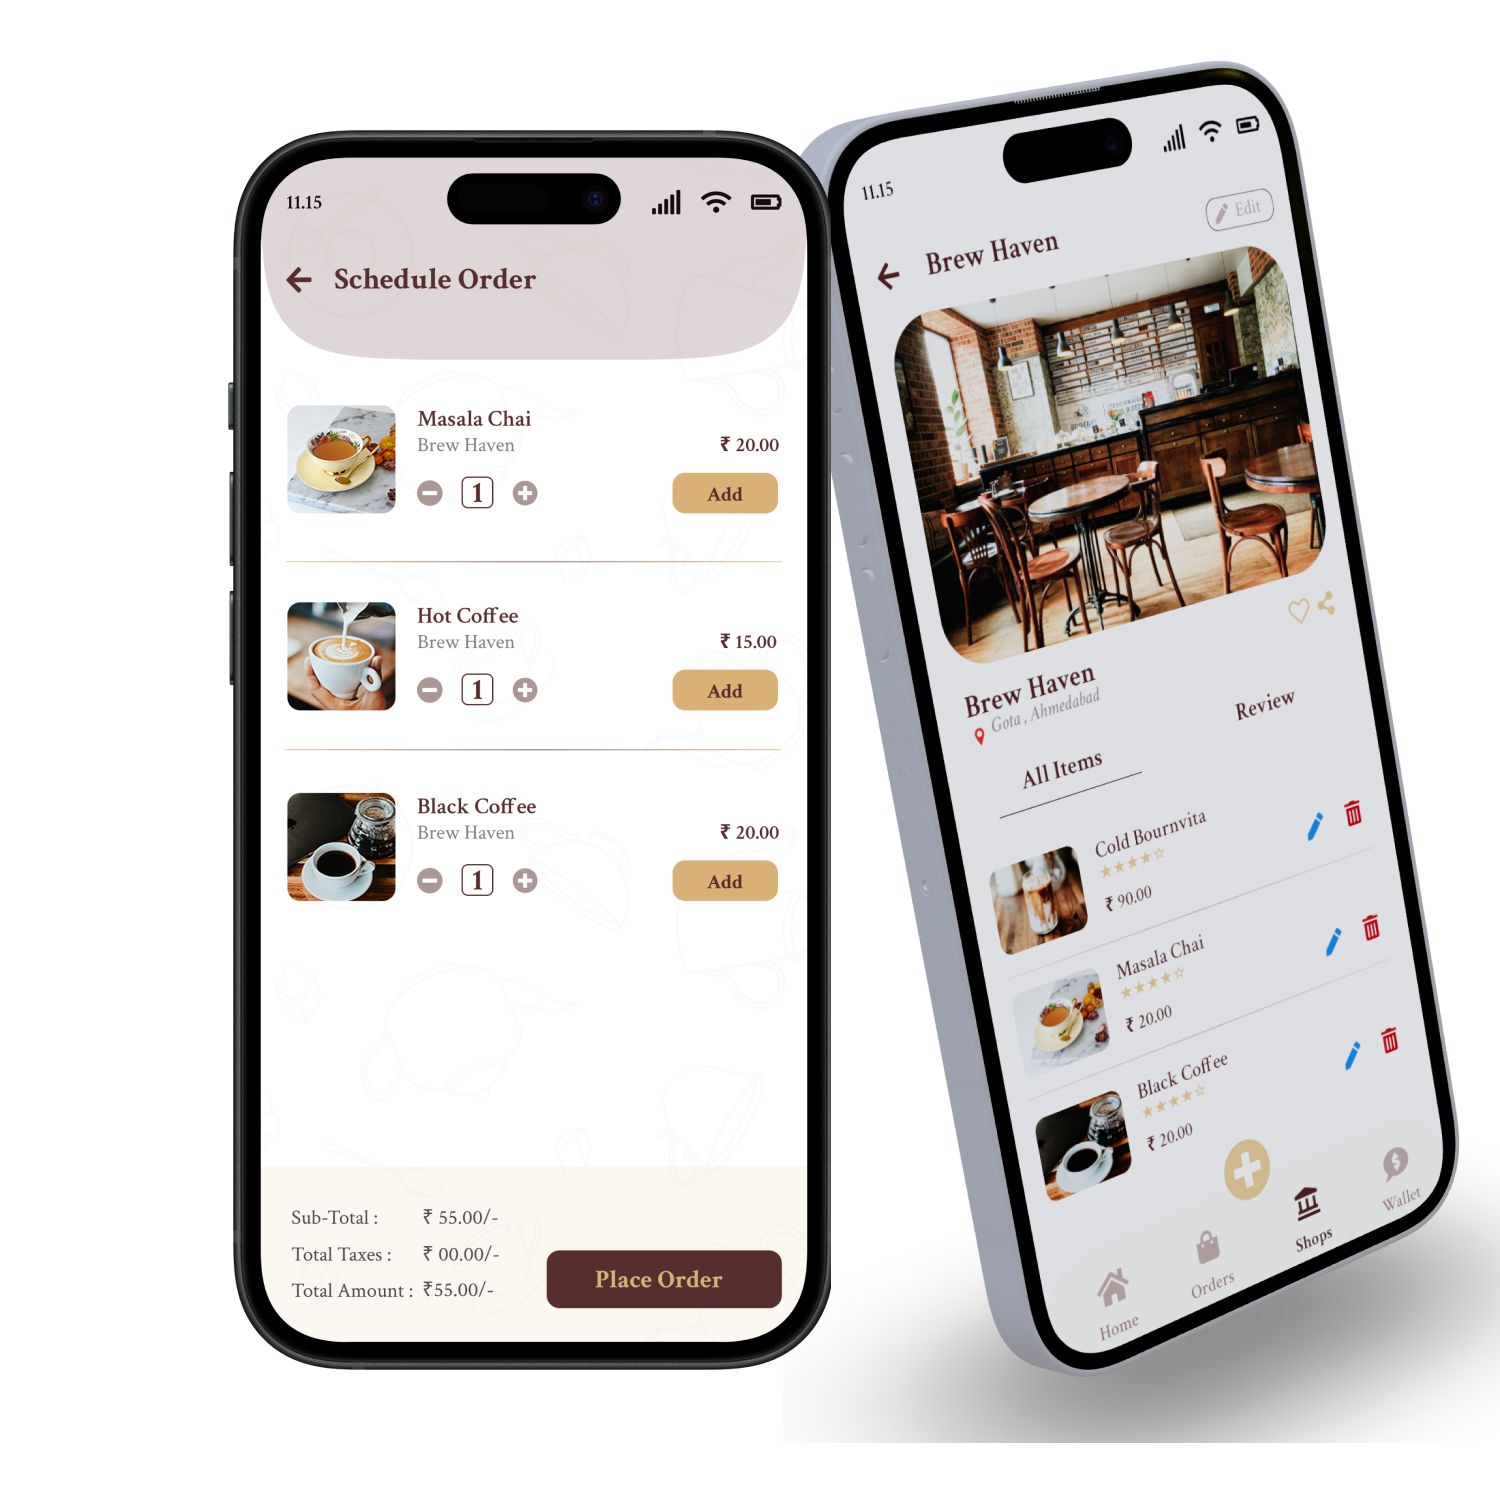 11.15
Schedule Order
Masala Chai
Brew Haven
₹ 20.00
1
Add
Hot Coffee
Brew Haven
₹ 15.00
1
Add
Black Coffee
Brew Haven
₹ 20.00
1
Add
Sub-Total : ₹ 55.00/-
Total Taxes : ₹ 00.00/-
Total Amount : ₹55.00/-
Place Order
11.15
Edit
Brew Haven
Brew Haven
Gota , Ahmedabad
All Items
Review
Cold Bournvita
₹ 90.00
Masala Chai
₹ 20.00
Black Coffee
₹ 20.00
Home
Orders
Shops
Wallet